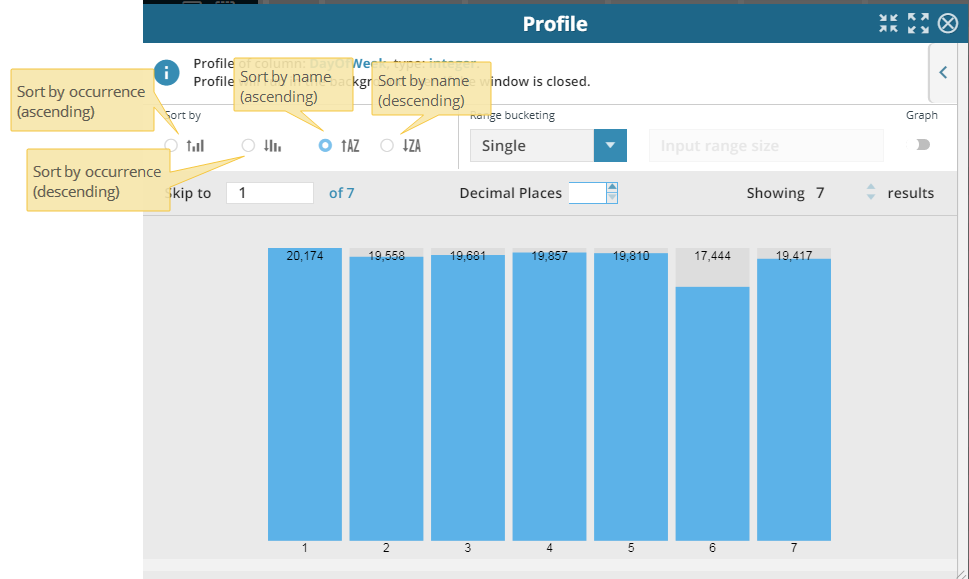 Profile
Profile of column: DayOfWeek, type: integer.
Profile in the background window is closed.
Sort by occurrence
(ascending)
Sort by name
(ascending)
Sort by name
(descending)
Sort by occurrence
(descending)
Sort by
AZ
ZA
Range bucketing
Single
Input range size
Graph
Skip to
1
of 7
Decimal Places
Showing 7 results
20,174 19,558 19,681 19,857 19,810 17,444 19,417
1 2 3 4 5 6 7